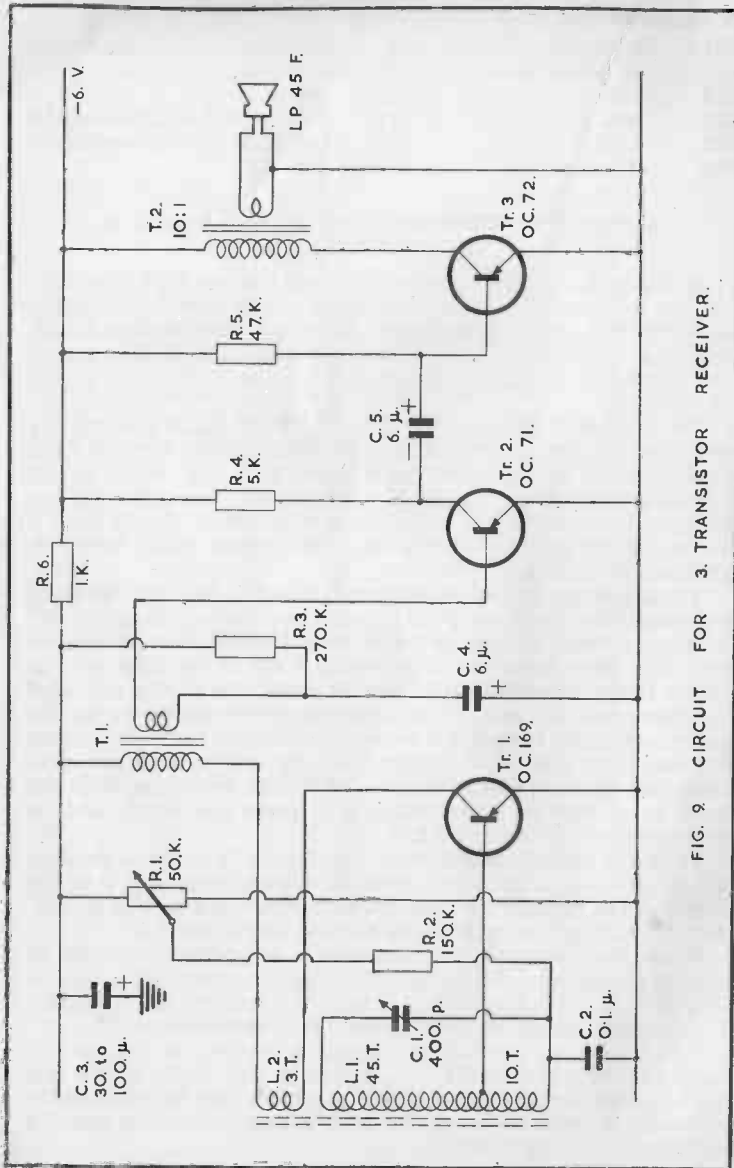 C.3.
30. to
100. µ.
+
R.1.
50.K.
T.1.
R.6.
1.K.
R.4.
5.K.
R.5.
47.K.
T.2.
10:1
–6. V.
LP 45 F.
L.2.
3.T.
L.1.
45.T.
10.T.
C.1.
400. p.
R.2.
150.K.
C.2.
0.1. µ.
Tr. 1.
OC.169.
C.4.
6. µ.
+
R.3.
270.K.
Tr. 2.
OC.71.
C.5.
6. µ.
– +
Tr. 3
OC.72.
FIG. 9. CIRCUIT FOR 3. TRANSISTOR RECEIVER.